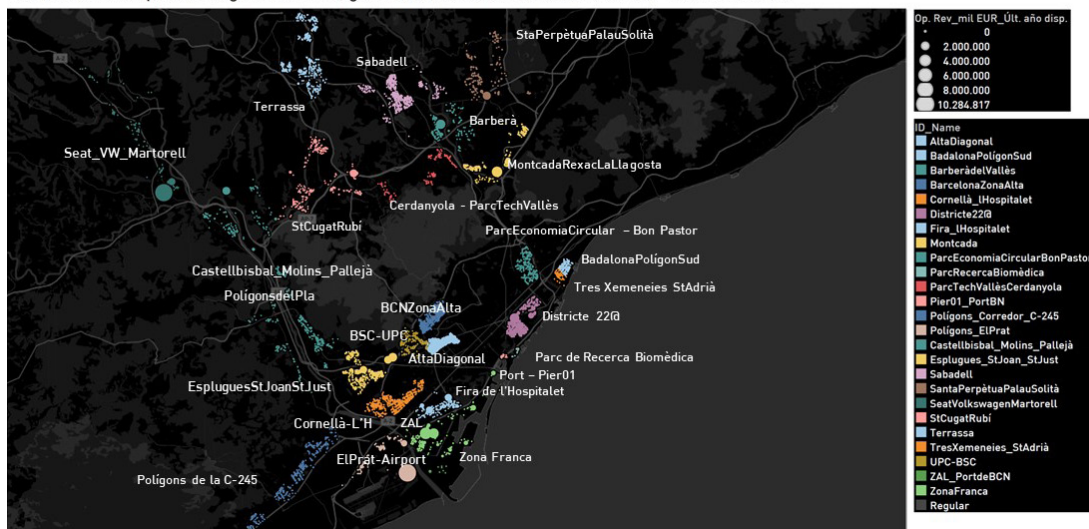 StaPerpètuaPalauSolità
Sabadell
Terrassa
Barberà
Seat_VW_Martorell
MontcadaRexacLaLlagosta
Cerdanyola - ParcTechVallès
StCugatRubí
ParcEconomiaCircular - Bon Pastor
Castellbisbal_Molins_Pallejà
BadalonaPolígonSud
PolígonsdelPla
Tres Xemeneies StAdrià
BCNZonaAlta
Districte 22@
BSC-UPC
AltaDiagonal
Parc de Recerca Biomèdica
EspluguesStJoanStJust
Port - Pier01
Fira de l'Hospitalet
Cornellà-L'H
ZAL
ElPrat-Airport
Zona Franca
Polígons de la C-245
Op. Rev_mil EUR_Últ. año disp.
0
2.000.000
4.000.000
6.000.000
8.000.000
10.284.817
ID_Name
AltaDiagonal
BadalonaPolígonSud
BarberàdelVallès
BarcelonaZonaAlta
Cornellà_lHospitalet
Districte22@
Fira_lHospitalet
Montcada
ParcEconomiaCircularBonPastor
ParcRecercaBiomèdica
ParcTechVallèsCerdanyola
Pier01_PortBN
Polígons_Corredor_C-245
Polígons_ElPrat
Castellbisbal_Molins_Pallejà
Esplugues_StJoan_StJust
Sabadell
SantaPerpètuaPalauSolità
SeatVolkswagenMartorell
StCugatRubí
Terrassa
TresXemeneies_StAdrià
UPC-BSC
ZAL_PortdeBCN
ZonaFranca
Regular